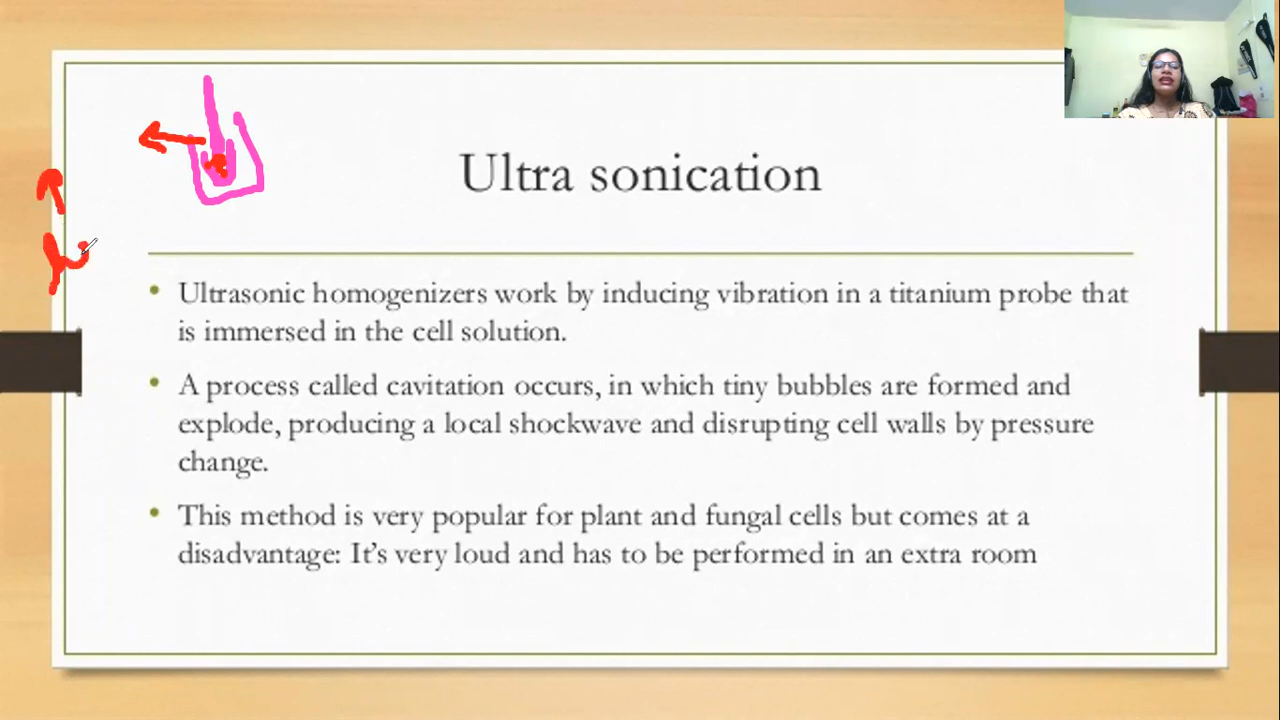 Ultra sonication
• Ultrasonic homogenizers work by inducing vibration in a titanium probe that
is immersed in the cell solution.
• A process called cavitation occurs, in which tiny bubbles are formed and
explode, producing a local shockwave and disrupting cell walls by pressure
change.
• This method is very popular for plant and fungal cells but comes at a
disadvantage: It's very loud and has to be performed in an extra room